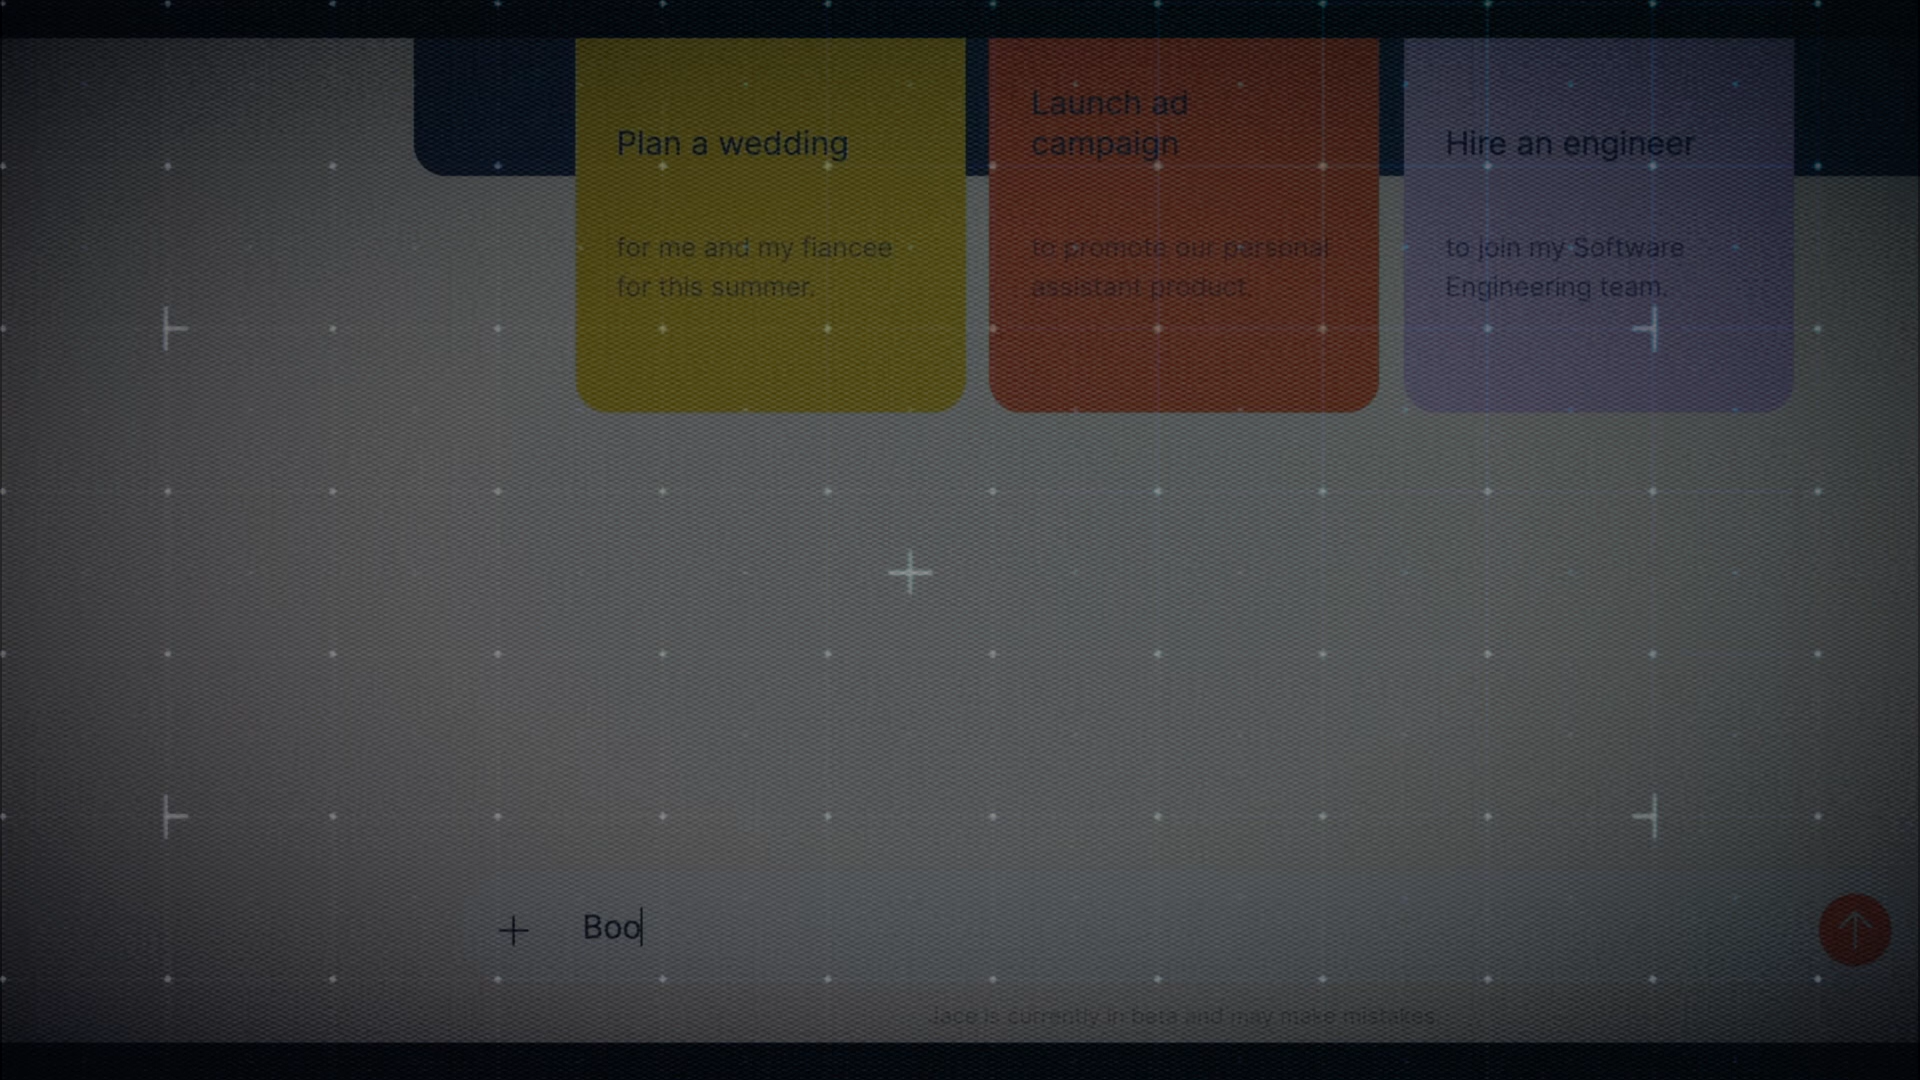 Plan a wedding
for me and my fiancee
for this summer.
Launch ad
campaign
to promote our personal
assistant product.
Hire an engineer
to join my Software
Engineering team.
Boo
Jace is currently in beta and may make mistakes.